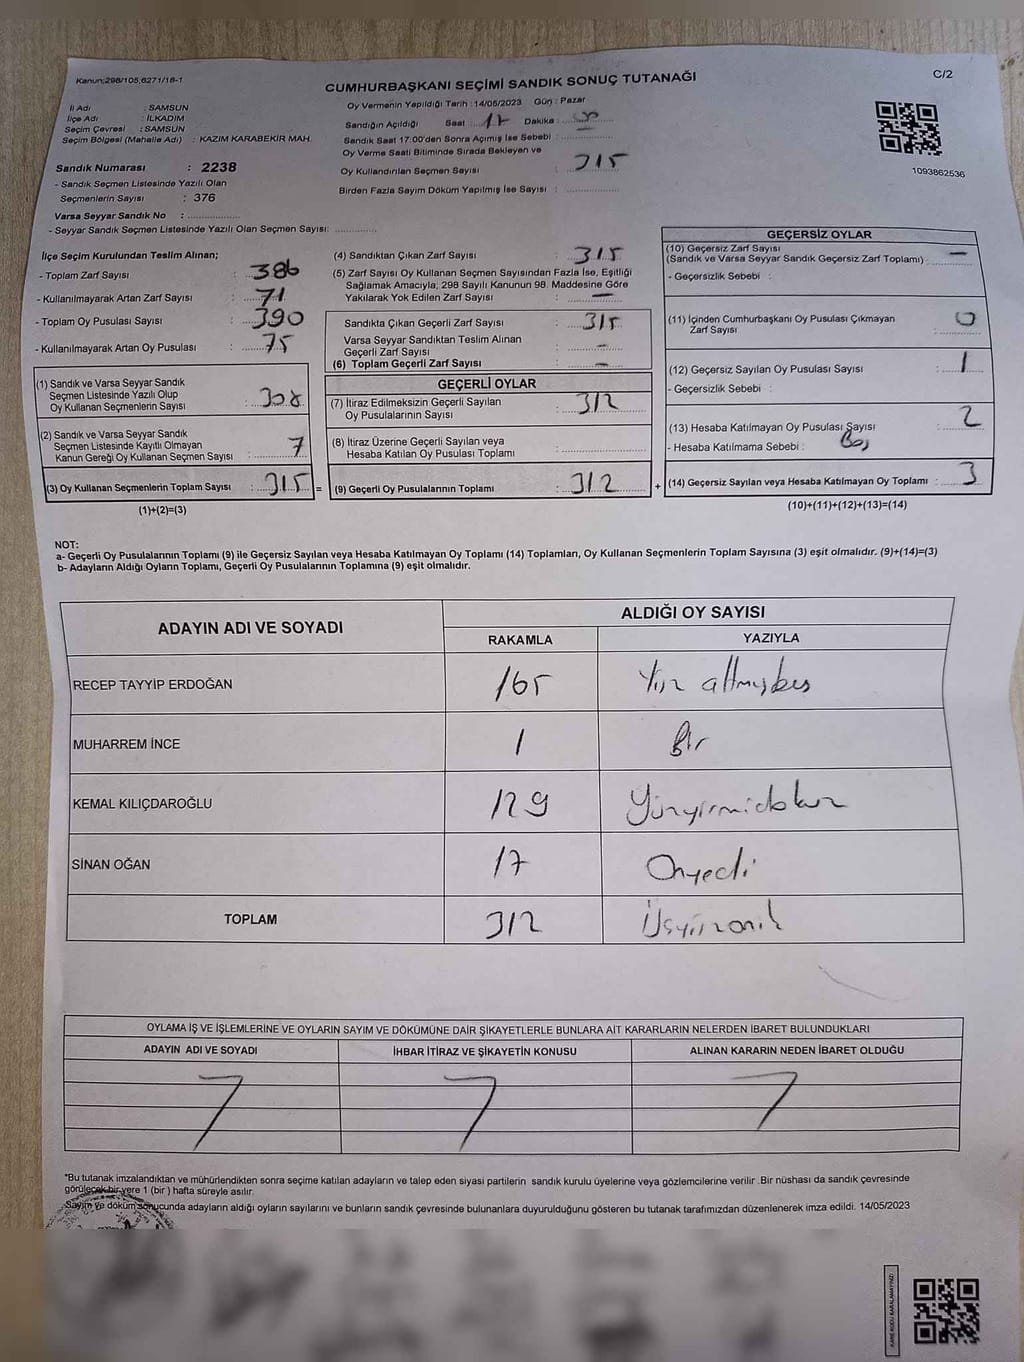 Kanun:298/105,6271/18-1
C/2
CUMHURBAŞKANI SEÇİMİ SANDIK SONUÇ TUTANAĞI
İl Adı : SAMSUN
İlçe Adı : İLKADIM
Seçim Çevresi : SAMSUN
Seçim Bölgesi (Mahalle Adı) : KAZIM KARABEKİR MAH.
Sandık Numarası : 2238
- Sandık Seçmen Listesinde Yazılı Olan
Seçmenlerin Sayısı : 376
Varsa Seyyar Sandık No :
- Seyyar Sandık Seçmen Listesinde Yazılı Olan Seçmen Sayısı:
Oy Vermenin Yapıldığı Tarih : 14/05/2023 Gün : Pazar
Sandığın Açıldığı Saat : 17 Dakika :
Sandık Saat 17:00'den Sonra Açımış İse Sebebi :
Oy Verme Saati Bitiminde Sırada Bekleyen ve
Oy Kullandırılan Seçmen Sayısı : 315
Birden Fazla Sayım Döküm Yapılmış İse Sayısı :
1093862536
İlçe Seçim Kurulundan Teslim Alınan;
- Toplam Zarf Sayısı : 386
- Kullanılmayarak Artan Zarf Sayısı : 71
- Toplam Oy Pusulası Sayısı : 390
- Kullanılmayarak Artan Oy Pusulası : 75
(1) Sandık ve Varsa Seyyar Sandık
Seçmen Listesinde Yazılı Olup
Oy Kullanan Seçmenlerin Sayısı : 308
(2) Sandık ve Varsa Seyyar Sandık
Seçmen Listesinde Kayıtlı Olmayan
Kanun Gereği Oy Kullanan Seçmen Sayısı : 7
(3) Oy Kullanan Seçmenlerin Toplam Sayısı : 315 =
(1)+(2)=(3)
(4) Sandıktan Çıkan Zarf Sayısı : 315
(5) Zarf Sayısı Oy Kullanan Seçmen Sayısından Fazla İse, Eşitliği
Sağlamak Amacıyla, 298 Sayılı Kanunun 98. Maddesine Göre
Yakılarak Yok Edilen Zarf Sayısı : —
Sandıkta Çıkan Geçerli Zarf Sayısı : 315
Varsa Seyyar Sandıktan Teslim Alınan
Geçerli Zarf Sayısı : -
(6) Toplam Geçerli Zarf Sayısı : -
GEÇERLİ OYLAR
(7) İtiraz Edilmeksizin Geçerli Sayılan
Oy Pusulalarının Sayısı : 312
(8) İtiraz Üzerine Geçerli Sayılan veya
Hesaba Katılan Oy Pusulası Toplamı :
(9) Geçerli Oy Pusulalarının Toplamı : 312 +
GEÇERSİZ OYLAR
(10) Geçersiz Zarf Sayısı
(Sandık ve Varsa Seyyar Sandık Geçersiz Zarf Toplamı) : —
- Geçersizlik Sebebi :
(11) İçinden Cumhurbaşkanı Oy Pusulası Çıkmayan
Zarf Sayısı : 0
(12) Geçersiz Sayılan Oy Pusulası Sayısı : 1
- Geçersizlik Sebebi :
(13) Hesaba Katılmayan Oy Pusulası Sayısı : 2
- Hesaba Katılmama Sebebi : Boş
(14) Geçersiz Sayılan veya Hesaba Katılmayan Oy Toplamı : 3
(10)+(11)+(12)+(13)=(14)
NOT:
a- Geçerli Oy Pusulalarının Toplamı (9) ile Geçersiz Sayılan veya Hesaba Katılmayan Oy Toplamı (14) Toplamları, Oy Kullanan Seçmenlerin Toplam Sayısına (3) eşit olmalıdır. (9)+(14)=(3)
b- Adayların Aldığı Oyların Toplamı, Geçerli Oy Pusulalarının Toplamına (9) eşit olmalıdır.
ADAYIN ADI VE SOYADI
ALDIĞI OY SAYISI
RAKAMLA YAZIYLA
RECEP TAYYİP ERDOĞAN 165 Yüz altmışbeş
MUHARREM İNCE 1 Bir
KEMAL KILIÇDAROĞLU 129 Yüzyirmidokuz
SİNAN OĞAN 17 Onyedi
TOPLAM 312 Üçyüzoniki
OYLAMA İŞ VE İŞLEMLERİNE VE OYLARIN SAYIM VE DÖKÜMÜNE DAİR ŞİKAYETLERLE BUNLARA AİT KARARLARIN NELERDEN İBARET BULUNDUKLARI
ADAYIN ADI VE SOYADI İHBAR İTİRAZ VE ŞİKAYETİN KONUSU ALINAN KARARIN NEDEN İBARET OLDUĞU
*Bu tutanak imzalandıktan ve mühürlendikten sonra seçime katılan adayların ve talep eden siyasi partilerin sandık kurulu üyelerine veya gözlemcilerine verilir .Bir nüshası da sandık çevresinde
görülecek bir yere 1 (bir ) hafta süreyle asılır.
Sayım ve döküm sonucunda adayların aldığı oyların sayılarını ve bunların sandık çevresinde bulunanlara duyurulduğunu gösteren bu tutanak tarafımızdan düzenlenerek imza edildi. 14/05/2023
KARE KODU KARALAMAYINIZ!